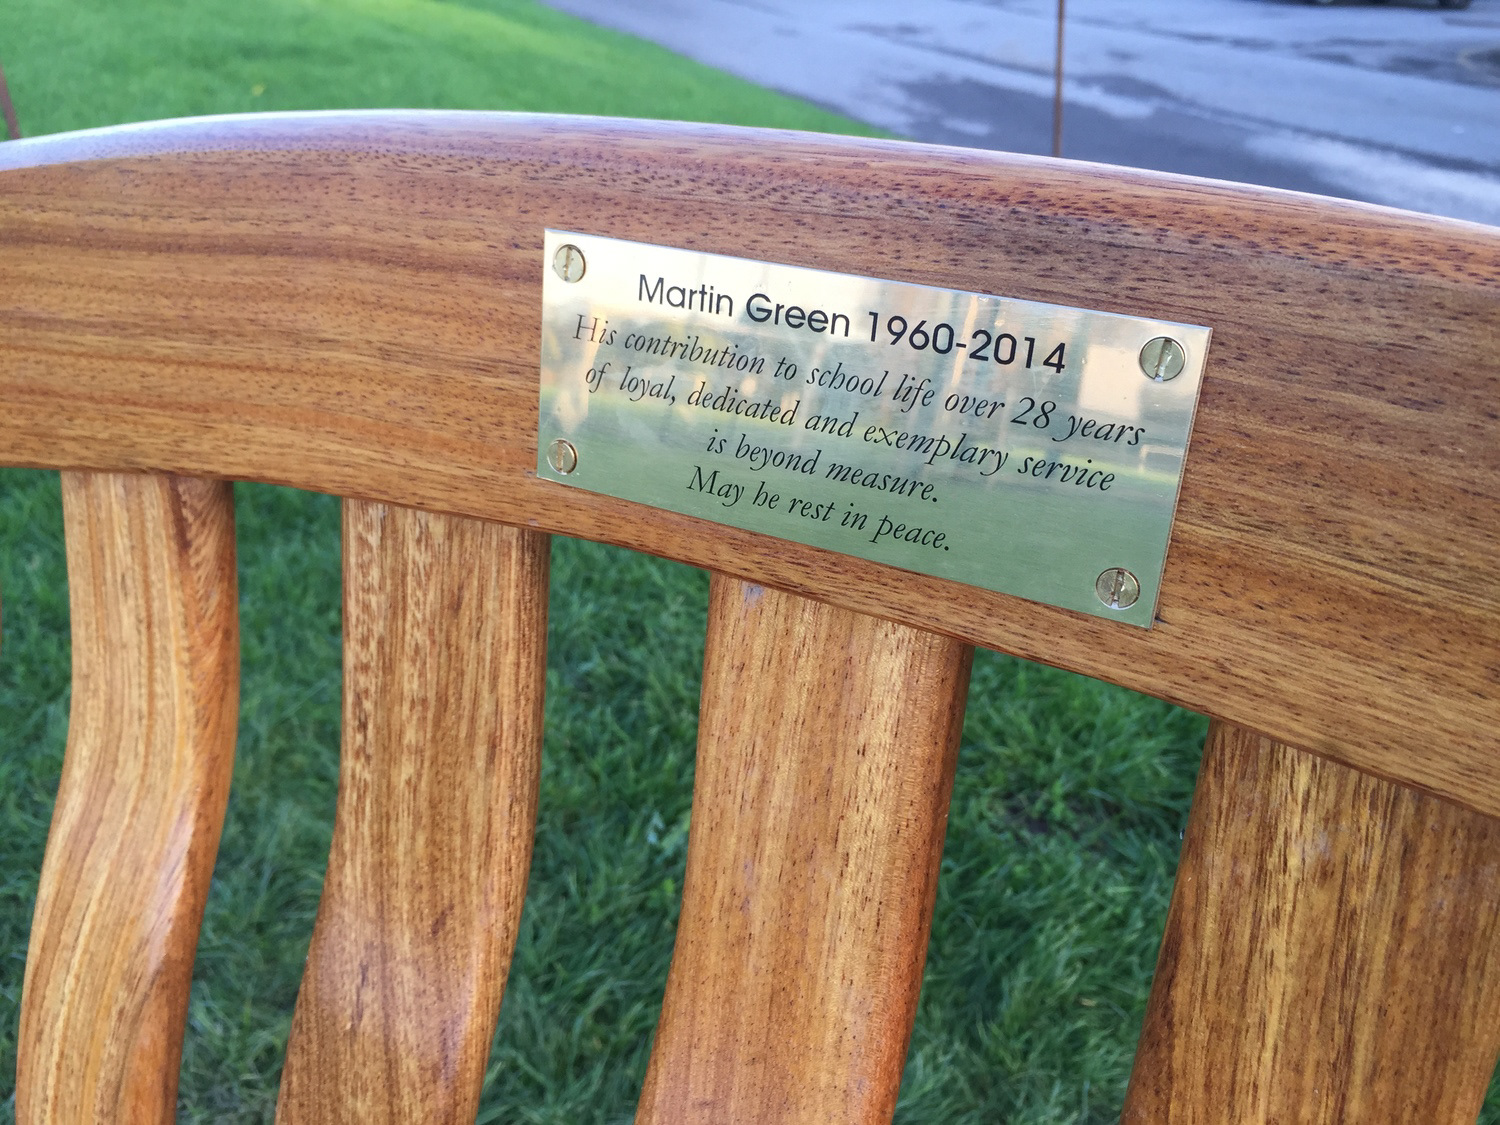 Martin Green 1960-2014
His contribution to school life over 28 years
of loyal, dedicated and exemplary service
is beyond measure.
May he rest in peace.